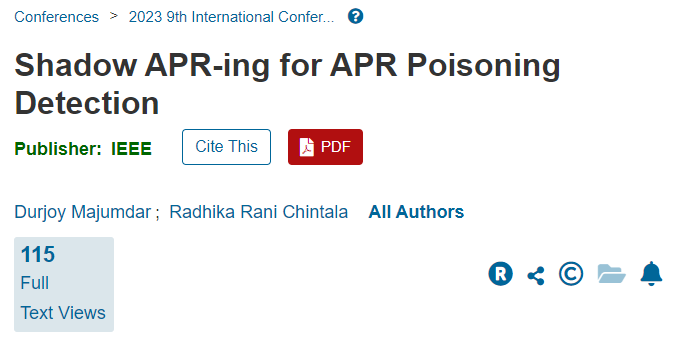 Conferences > 2023 9th International Confer... ?
Shadow APR-ing for APR Poisoning
Detection
Publisher: IEEE Cite This PDF
Durjoy Majumdar ; Radhika Rani Chintala All Authors
115
Full
Text Views
R ©